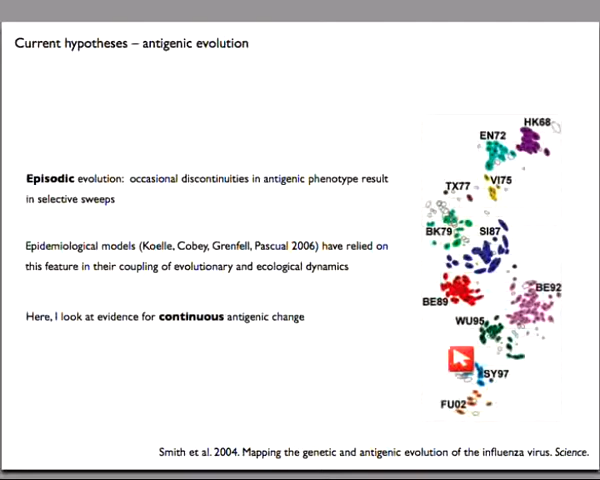 Current hypotheses – antigenic evolution
Episodic evolution: occasional discontinuities in antigenic phenotype result
in selective sweeps
Epidemiological models (Koelle, Cobey, Grenfell, Pascual 2006) have relied on
this feature in their coupling of evolutionary and ecological dynamics
Here, I look at evidence for continuous antigenic change
HK68
EN72
VI75
TX77
BK79
SI87
BE89
BE92
WU95
SY97
FU02
Smith et al. 2004. Mapping the genetic and antigenic evolution of the influenza virus. Science.